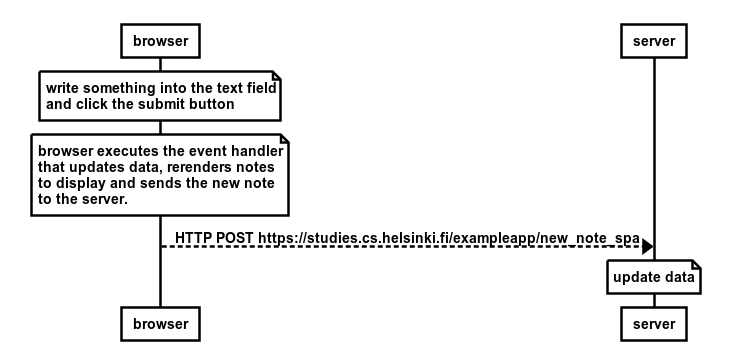 browser
server
write something into the text field
and click the submit button
browser executes the event handler
that updates data, rerenders notes
to display and sends the new note
to the server.
HTTP POST https://studies.cs.helsinki.fi/exampleapp/new_note_spa
update data
browser
server